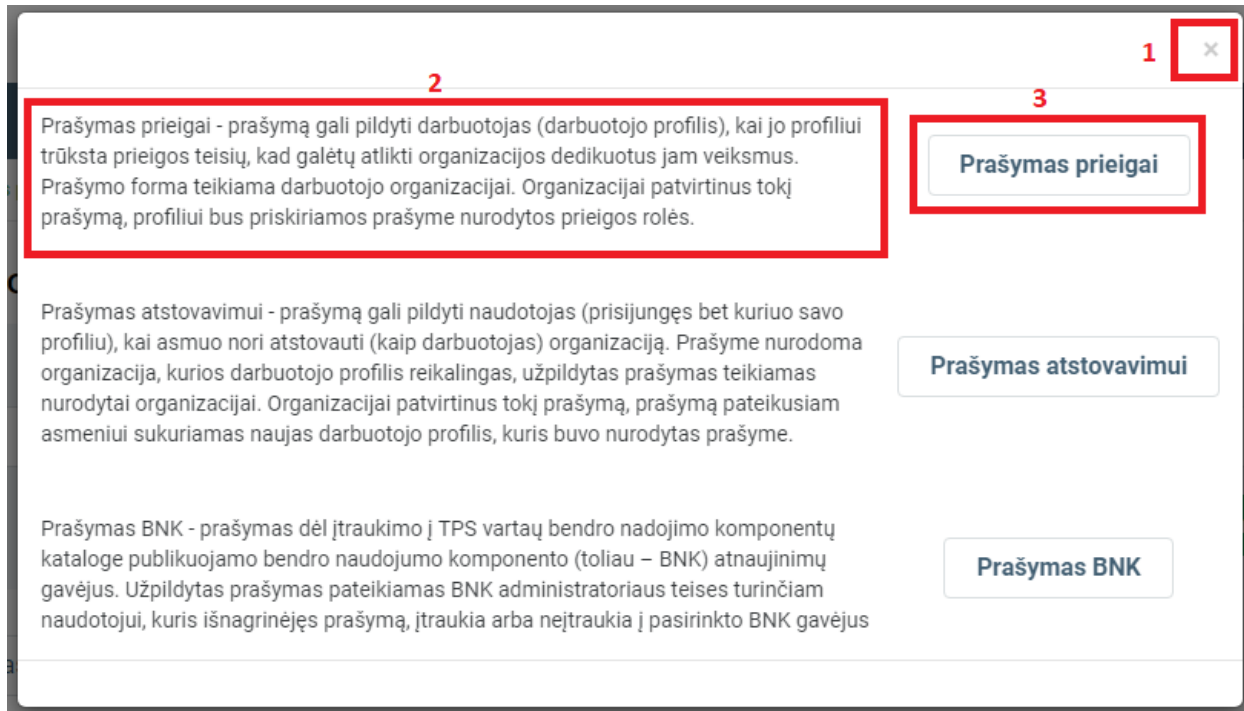 1 ×
2
3
Prašymas prieigai - prašymą gali pildyti darbuotojas (darbuotojo profilis), kai jo profiliui
trūksta prieigos teisių, kad galėtų atlikti organizacijos dedikuotus jam veiksmus.
Prašymo forma teikiama darbuotojo organizacijai. Organizacijai patvirtinus tokį
prašymą, profiliui bus priskiriamos prašyme nurodytos prieigos rolės.
Prašymas prieigai
Prašymas atstovavimui - prašymą gali pildyti naudotojas (prisijungęs bet kuriuo savo
profiliu), kai asmuo nori atstovauti (kaip darbuotojas) organizaciją. Prašyme nurodoma
organizacija, kurios darbuotojo profilis reikalingas, užpildytas prašymas teikiamas
nurodytai organizacijai. Organizacijai patvirtinus tokį prašymą, prašymą pateikusiam
asmeniui sukuriamas naujas darbuotojo profilis, kuris buvo nurodytas prašyme.
Prašymas atstovavimui
Prašymas BNK - prašymas dėl įtraukimo į TPS vartaų bendro nadojimo komponentų
kataloge publikuojamo bendro naudojumo komponento (toliau – BNK) atnaujinimų
gavėjus. Užpildytas prašymas pateikiamas BNK administratoriaus teises turinčiam
naudotojui, kuris išnagrinėjęs prašymą, įtraukia arba neįtraukia į pasirinkto BNK gavėjus
Prašymas BNK